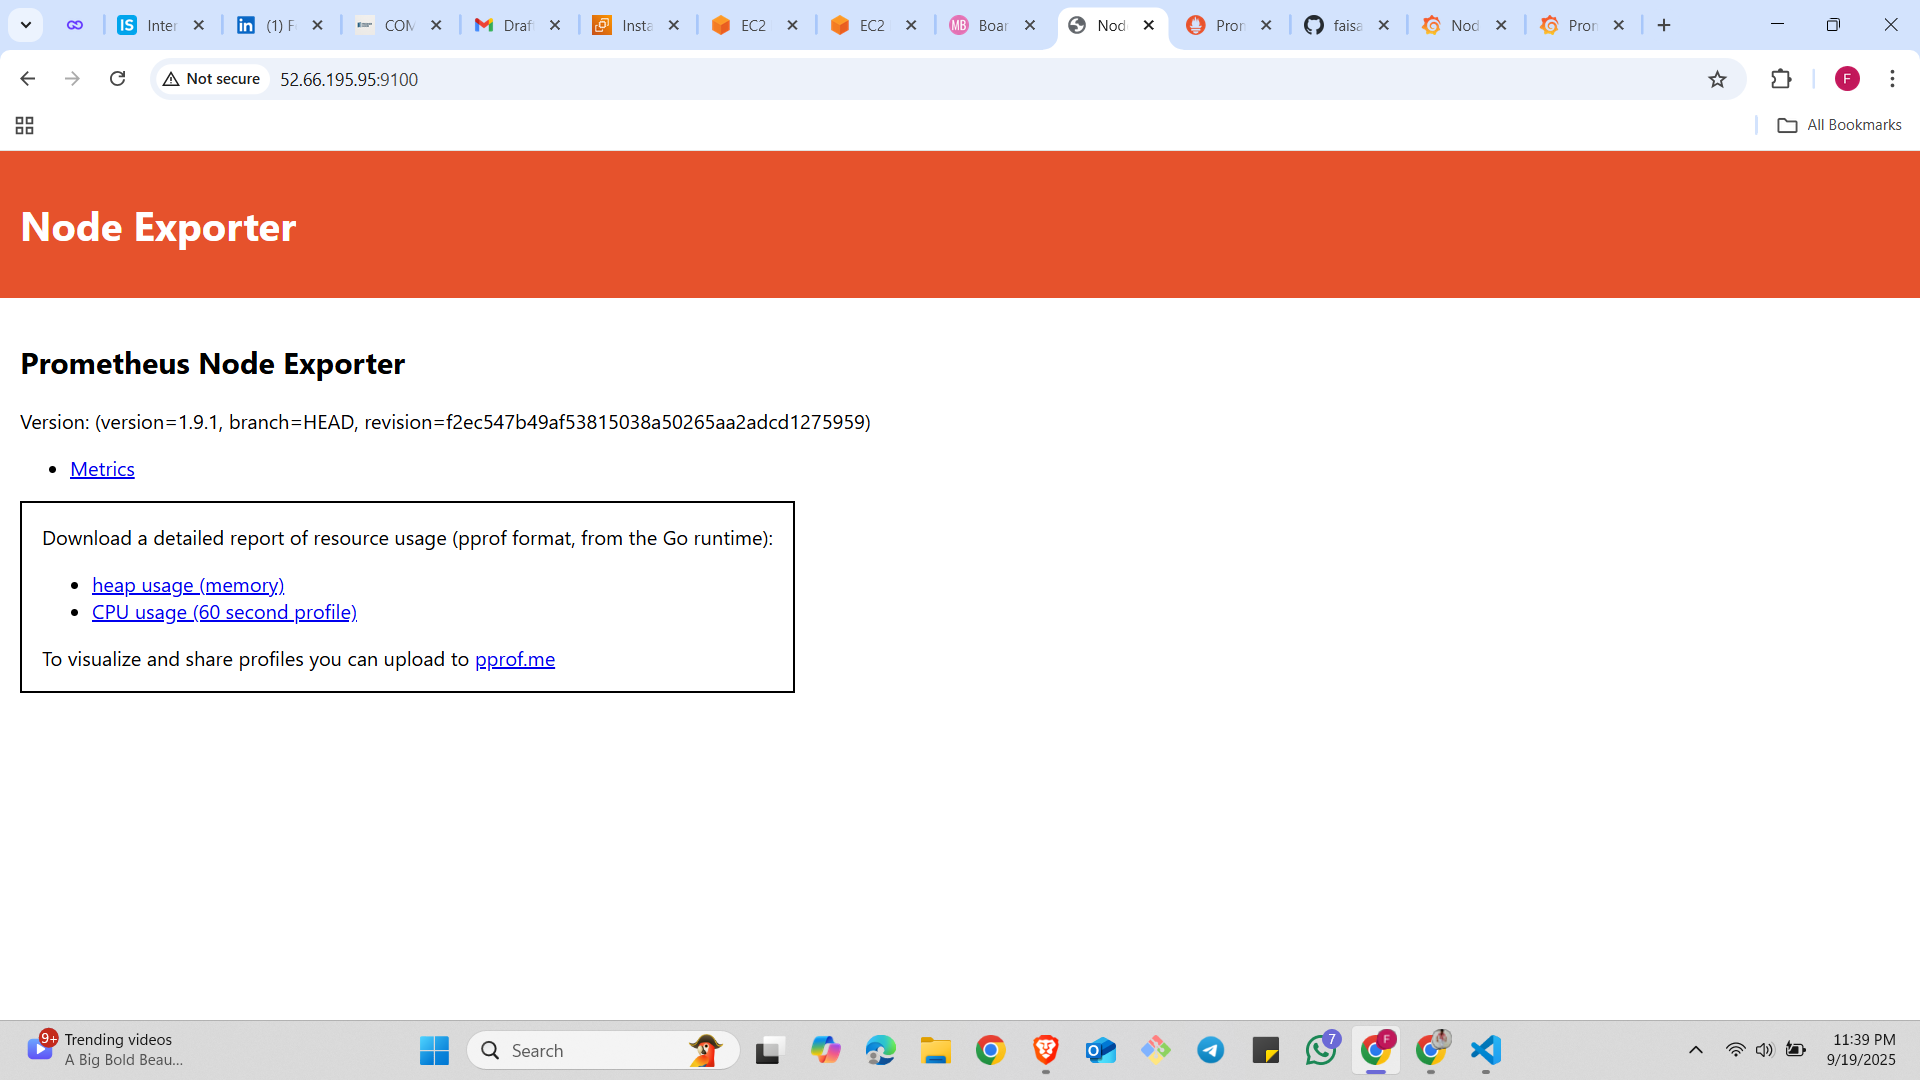 Inter
(1) F
COM
Draf
Insta
EC2
EC2
MB
Boar
Nod
Pron
faisa
Nod
Pron
Not secure
52.66.195.95:9100
F
All Bookmarks
Node Exporter
Prometheus Node Exporter
Version: (version=1.9.1, branch=HEAD, revision=f2ec547b49af53815038a50265aa2adcd1275959)
Metrics
Download a detailed report of resource usage (pprof format, from the Go runtime):
heap usage (memory)
CPU usage (60 second profile)
To visualize and share profiles you can upload to pprof.me
9+
Trending videos
A Big Bold Beau...
Search
7
F
11:39 PM
9/19/2025